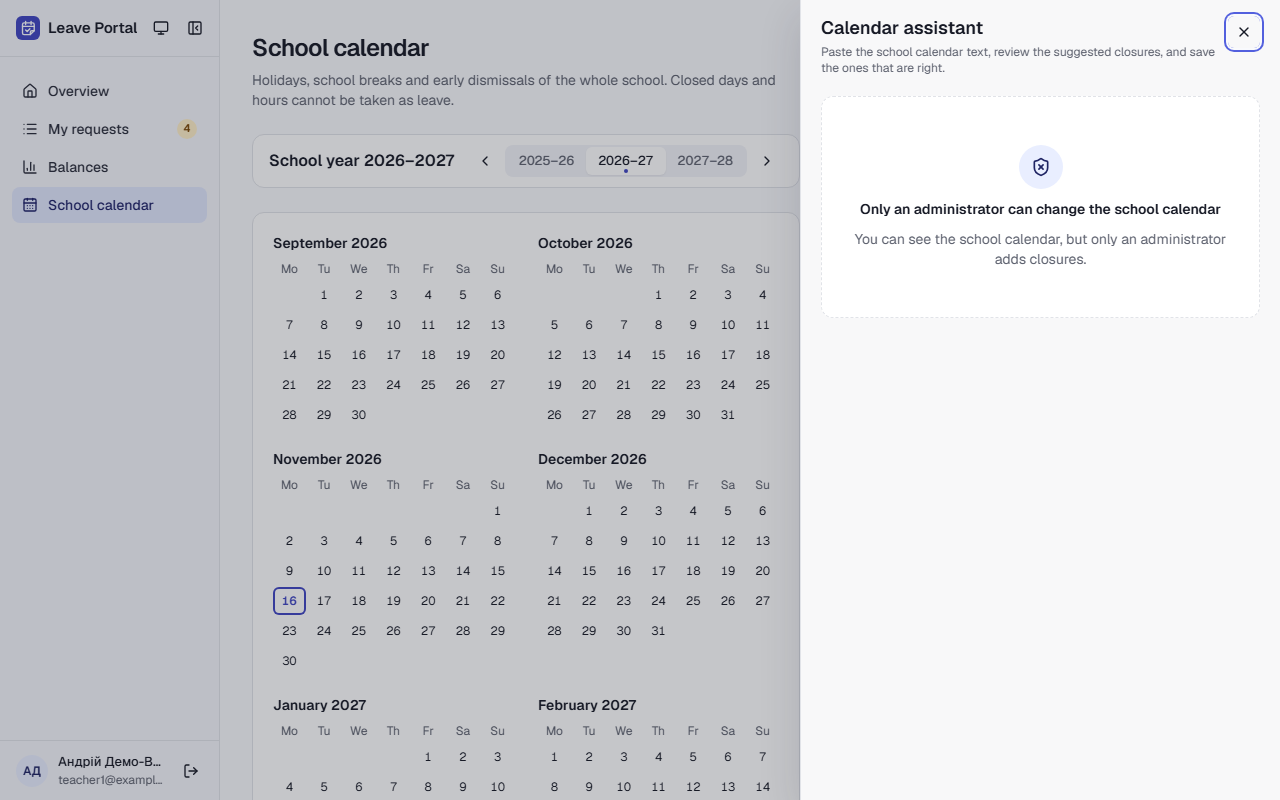 Leave Portal
Overview
My requests 4
Balances
School calendar
АД
Андрій Демо-В...
teacher1@exampl...
School calendar
Holidays, school breaks and early dismissals of the whole school. Closed days and
hours cannot be taken as leave.
School year 2026–2027
2025–26 2026–27 2027–28
September 2026
Mo Tu We Th Fr Sa Su
1 2 3 4 5 6
7 8 9 10 11 12 13
14 15 16 17 18 19 20
21 22 23 24 25 26 27
28 29 30
October 2026
Mo Tu We Th Fr Sa Su
1 2 3 4
5 6 7 8 9 10 11
12 13 14 15 16 17 18
19 20 21 22 23 24 25
26 27 28 29 30 31
November 2026
Mo Tu We Th Fr Sa Su
1
2 3 4 5 6 7 8
9 10 11 12 13 14 15
16 17 18 19 20 21 22
23 24 25 26 27 28 29
30
December 2026
Mo Tu We Th Fr Sa Su
1 2 3 4 5 6
7 8 9 10 11 12 13
14 15 16 17 18 19 20
21 22 23 24 25 26 27
28 29 30 31
January 2027
Mo Tu We Th Fr Sa Su
1 2 3
4 5 6 7 8 9 10
February 2027
Mo Tu We Th Fr Sa Su
1 2 3 4 5 6 7
8 9 10 11 12 13 14
Calendar assistant
Paste the school calendar text, review the suggested closures, and save
the ones that are right.
Only an administrator can change the school calendar
You can see the school calendar, but only an administrator
adds closures.